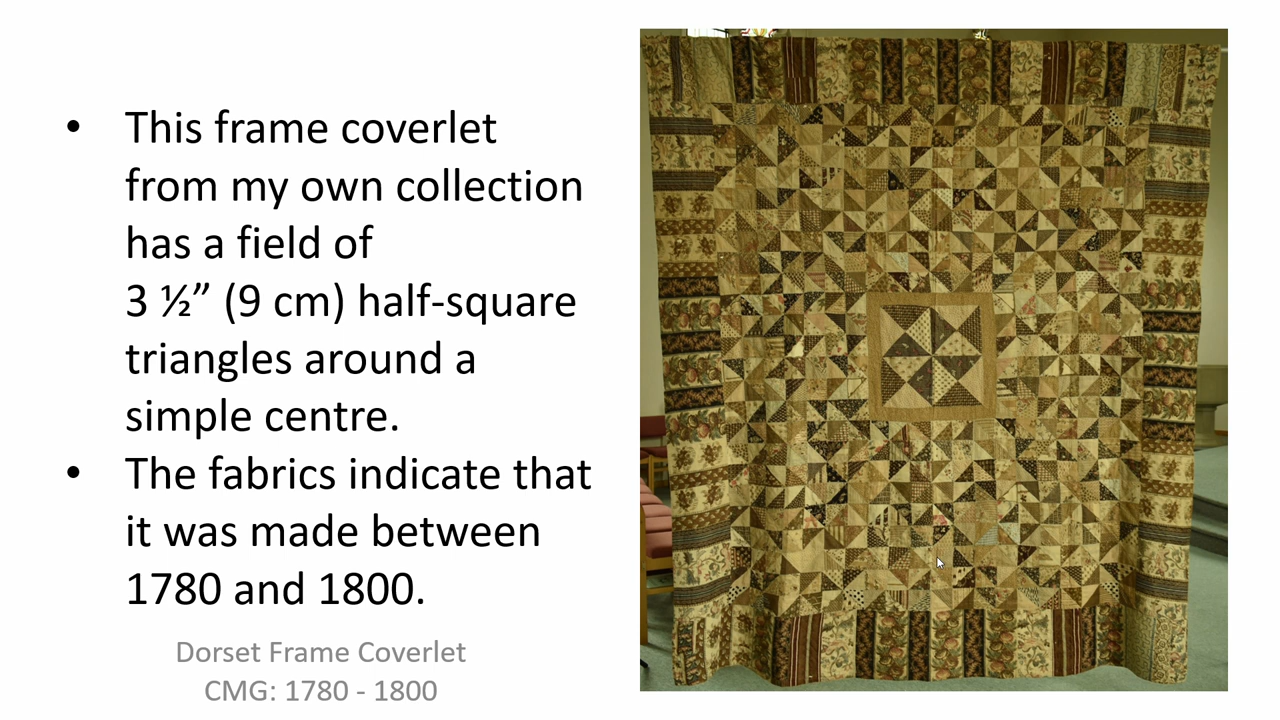 • This frame coverlet
from my own collection
has a field of
3 ½” (9 cm) half-square
triangles around a
simple centre.
• The fabrics indicate that
it was made between
1780 and 1800.
Dorset Frame Coverlet
CMG: 1780 - 1800